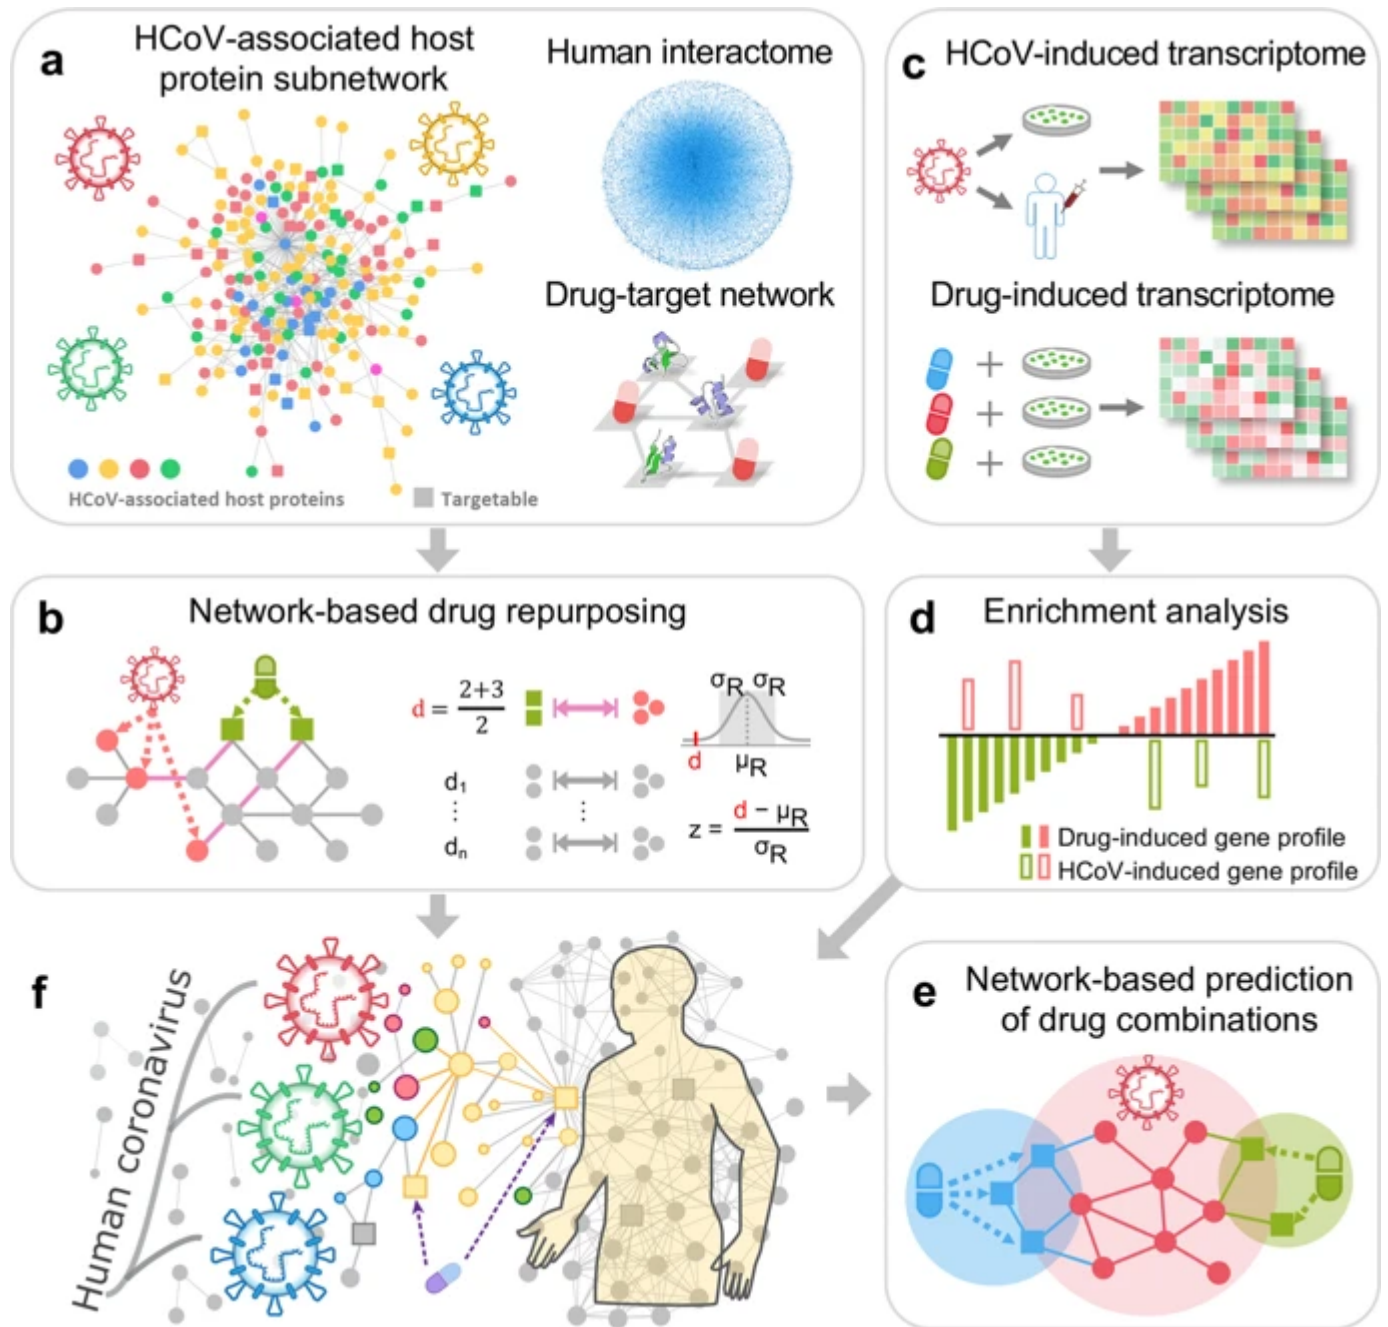 a
HCoV-associated host
protein subnetwork
Human interactome
Drug-target network
HCoV-associated host proteins
Targetable
c
HCoV-induced transcriptome
Drug-induced transcriptome
+
+
+
b
Network-based drug repurposing
d = 2+3
2
d1
⋮
dn
⋮
σR σR
d
μR
z = d − μR
σR
d
Enrichment analysis
Drug-induced gene profile
HCoV-induced gene profile
f
Human coronavirus
e
Network-based prediction
of drug combinations